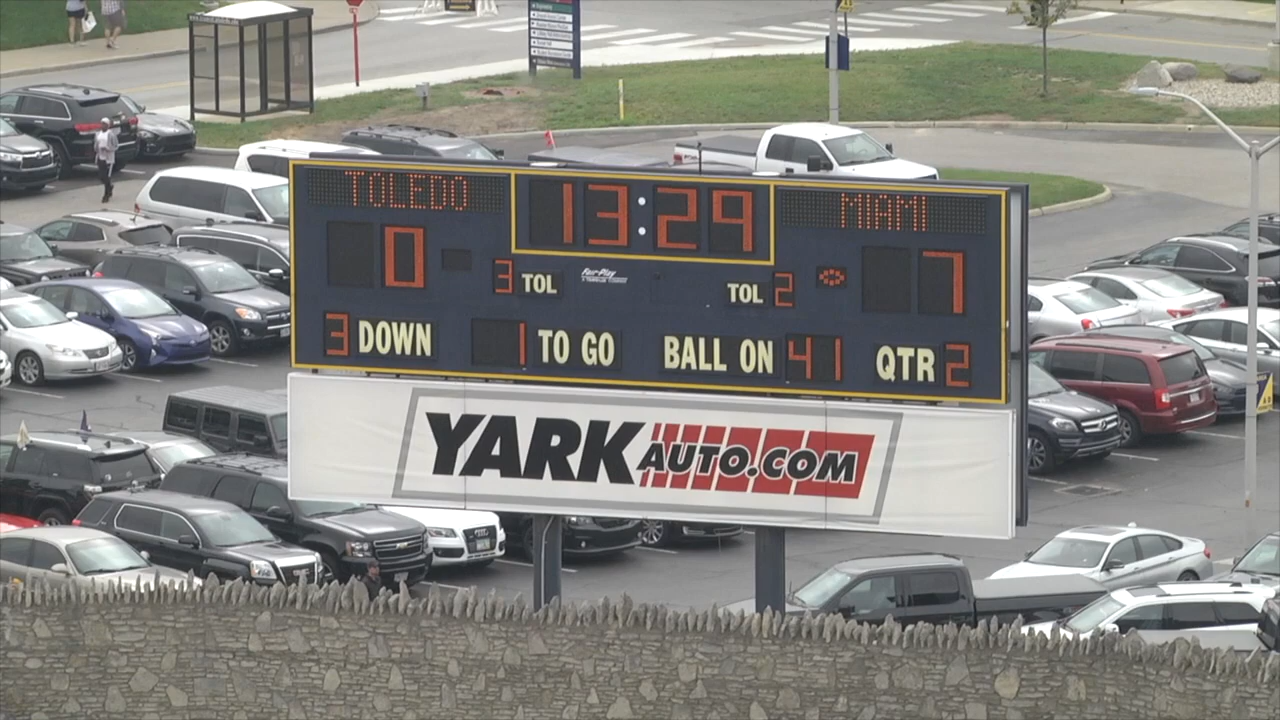 TOLEDO 13:29 MIAMI
0 3 TOL Fair-Play TOL 2 7
3 DOWN 1 TO GO BALL ON 41 QTR 2
YARK AUTO.COM